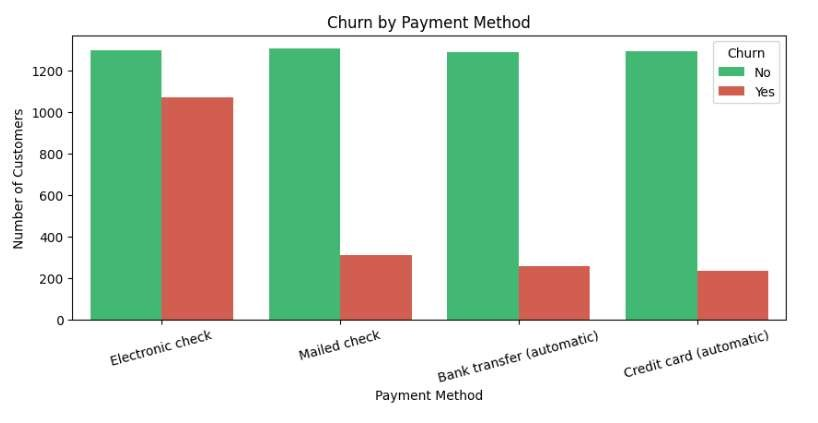 Churn by Payment Method
Churn
No
Yes
Number of Customers
1200
1000
800
600
400
200
0
Electronic check
Mailed check
Bank transfer (automatic)
Credit card (automatic)
Payment Method